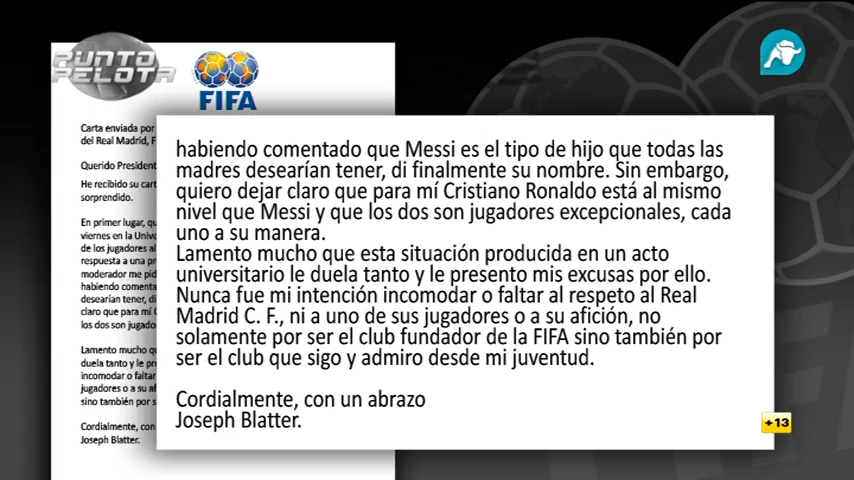 PUNTO
PELOTA
FIFA
Carta enviada por
del Real Madrid, F
Querido President
He recibido su cart
sorprendido.
En primer lugar, qu
viernes en la Unive
de los jugadores al
respuesta a una pr
moderador me pid
habiendo comenta
desearían tener, di
claro que para mí C
los dos son jugado
Lamento mucho qu
duela tanto y le pre
incomodar o faltar
jugadores o a su af
sino también por s
Cordialmente, con
Joseph Blatter.
habiendo comentado que Messi es el tipo de hijo que todas las
madres desearían tener, di finalmente su nombre. Sin embargo,
quiero dejar claro que para mí Cristiano Ronaldo está al mismo
nivel que Messi y que los dos son jugadores excepcionales, cada
uno a su manera.
Lamento mucho que esta situación producida en un acto
universitario le duela tanto y le presento mis excusas por ello.
Nunca fue mi intención incomodar o faltar al respeto al Real
Madrid C. F., ni a uno de sus jugadores o a su afición, no
solamente por ser el club fundador de la FIFA sino también por
ser el club que sigo y admiro desde mi juventud.
Cordialmente, con un abrazo
Joseph Blatter.
+13